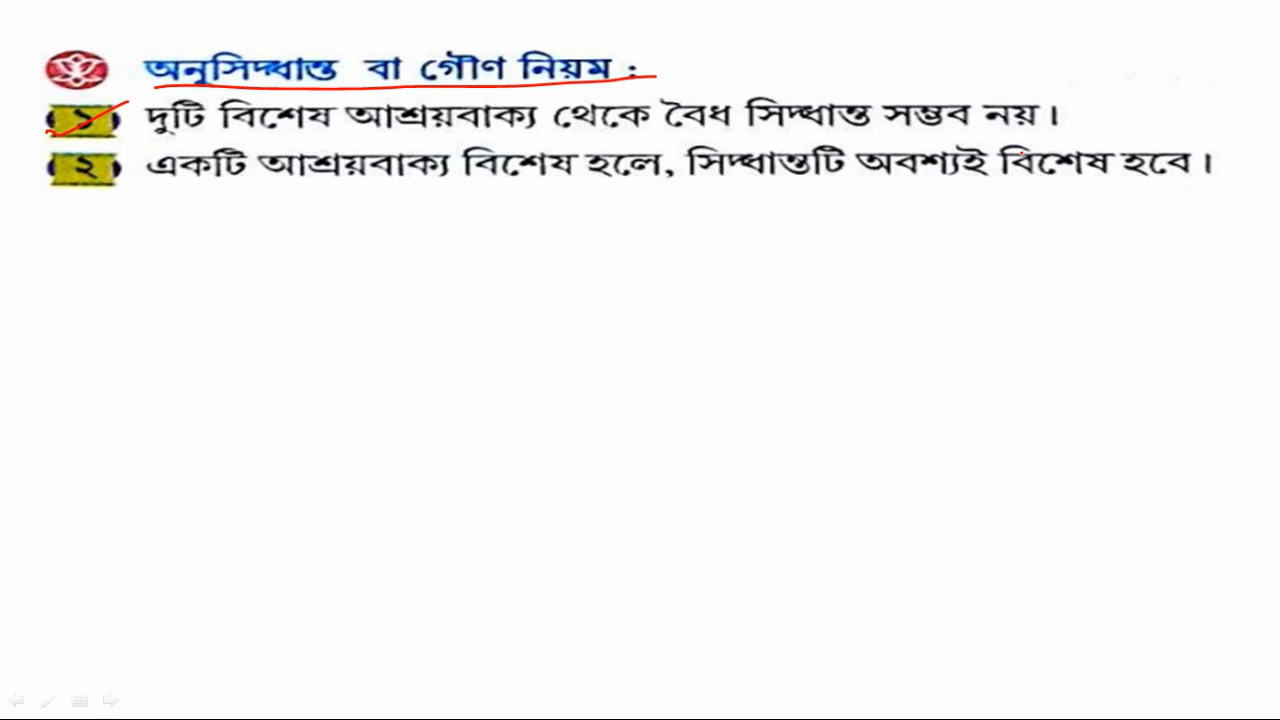 অনুসিদ্ধান্ত বা গৌণ নিয়ম :
১ দুটি বিশেষ আশ্রয়বাক্য থেকে বৈধ সিদ্ধান্ত সম্ভব নয়।
২ একটি আশ্রয়বাক্য বিশেষ হলে, সিদ্ধান্তটি অবশ্যই বিশেষ হবে।